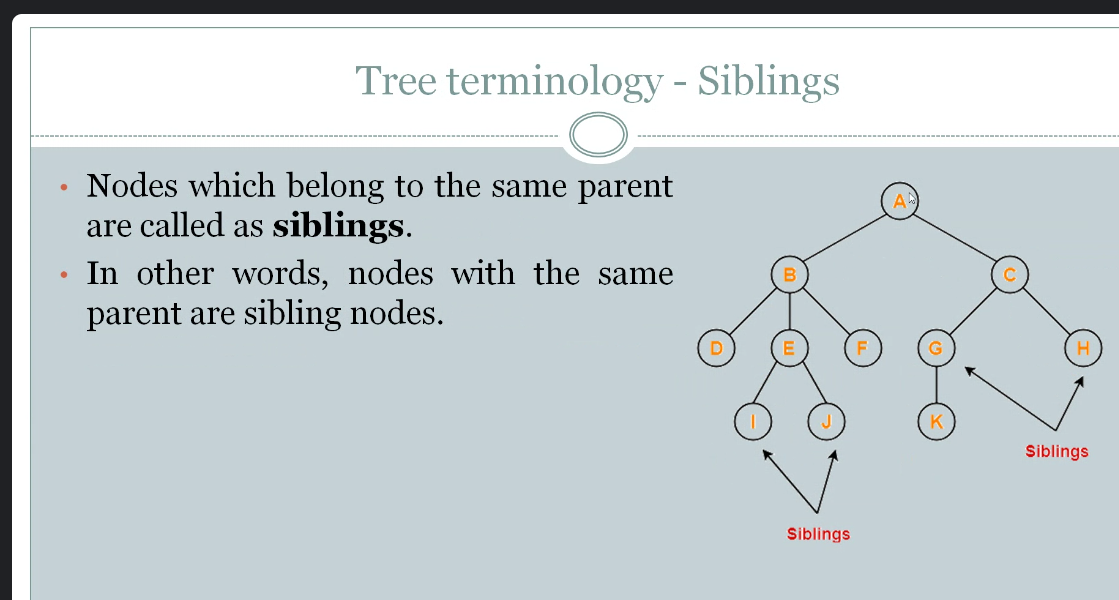 Tree terminology - Siblings
• Nodes which belong to the same parent
are called as siblings.
• In other words, nodes with the same
parent are sibling nodes.
A
B
C
D
E
F
G
H
I
J
K
Siblings
Siblings